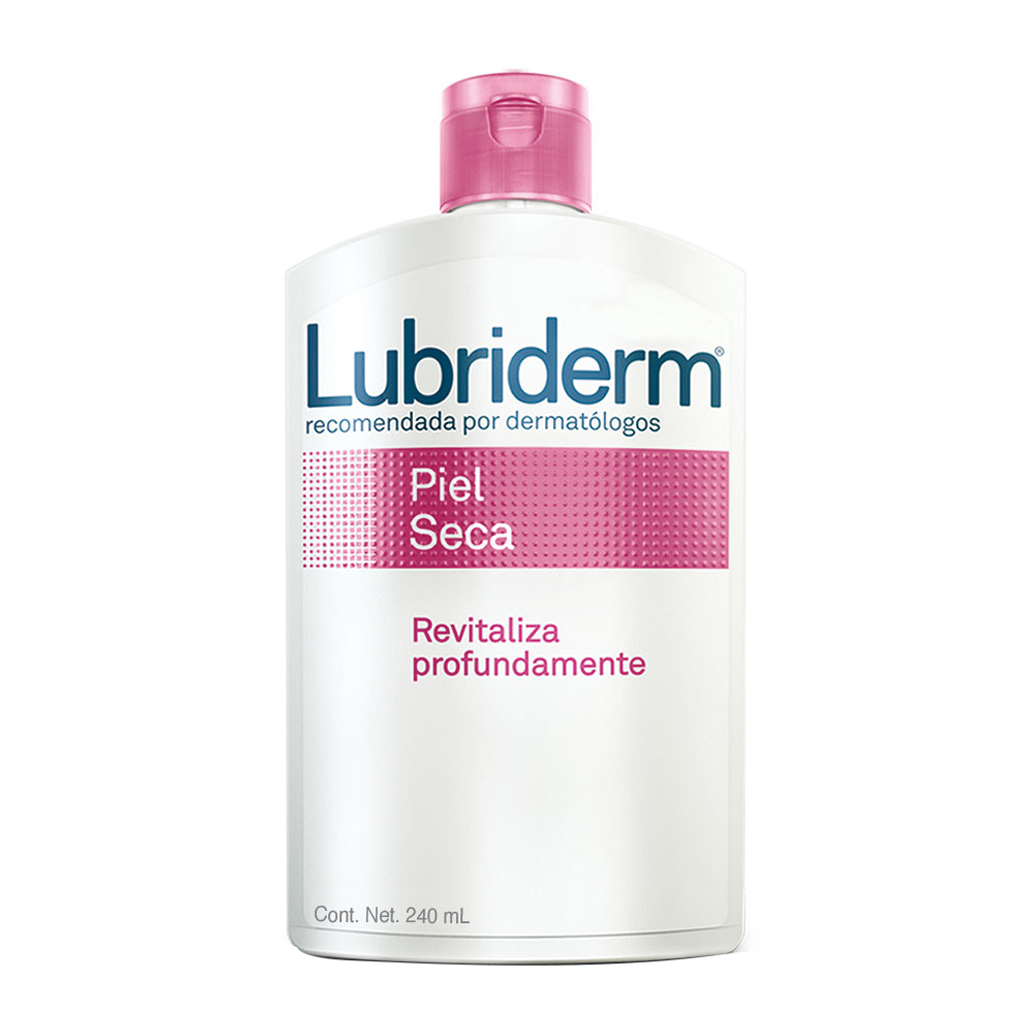 Lubriderm®
recomendada por dermatólogos
Piel
Seca
Revitaliza
profundamente
Cont. Net. 240 mL